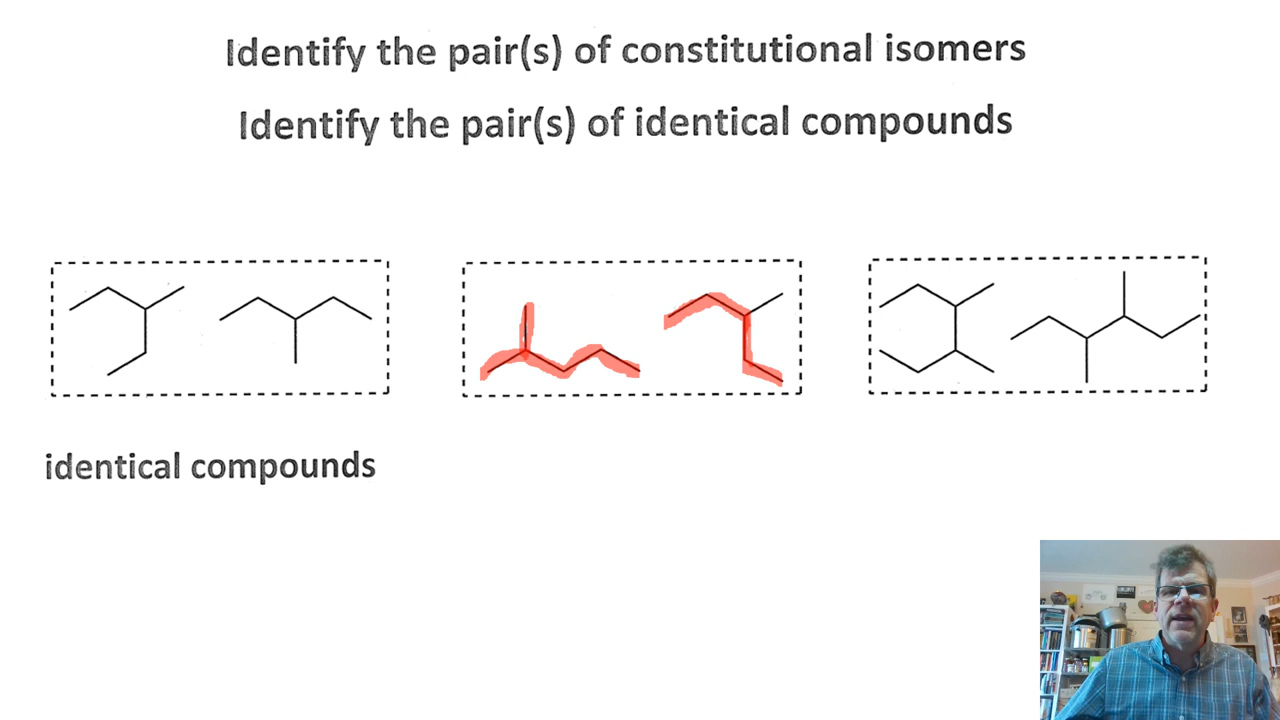 Identify the pair(s) of constitutional isomers
Identify the pair(s) of identical compounds
identical compounds